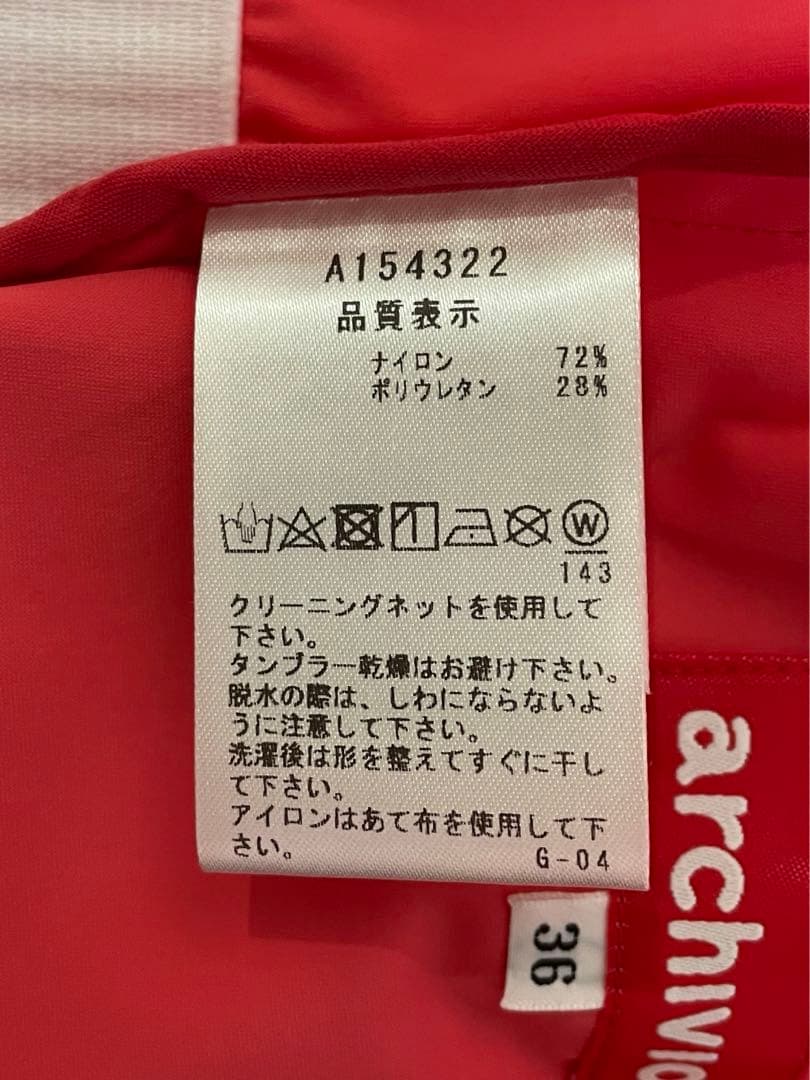 A154322
品質表示
ナイロン 72%
ポリウレタン 28%
W
143
クリーニングネットを使用して
下さい。
タンブラー乾燥はお避け下さい。
脱水の際は、しわにならないよ
うに注意して下さい。
洗濯後は形を整えてすぐに干し
て下さい。
アイロンはあて布を使用して下
さい。 G-04
36
archivio